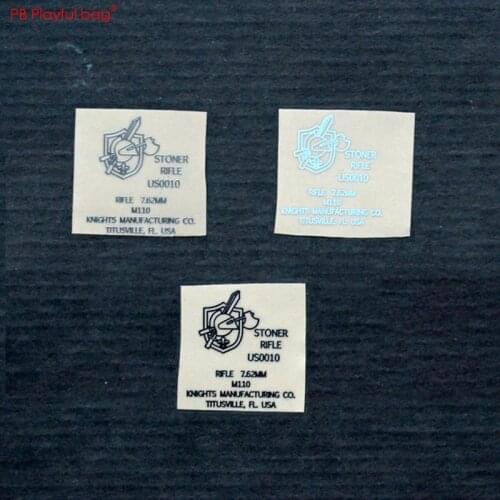 PB Playful bag®
STONER
RIFLE
US0010
RIFLE 7.62MM
M110
KNIGHTS MANUFACTURING CO.
TITUSVILLE, FL. USA
STONER
RIFLE
US0010
RIFLE 7.62MM
M110
KNIGHTS MANUFACTURING CO.
TITUSVILLE, FL. USA
STONER
RIFLE
US0010
RIFLE 7.62MM
M110
KNIGHTS MANUFACTURING CO.
TITUSVILLE, FL. USA